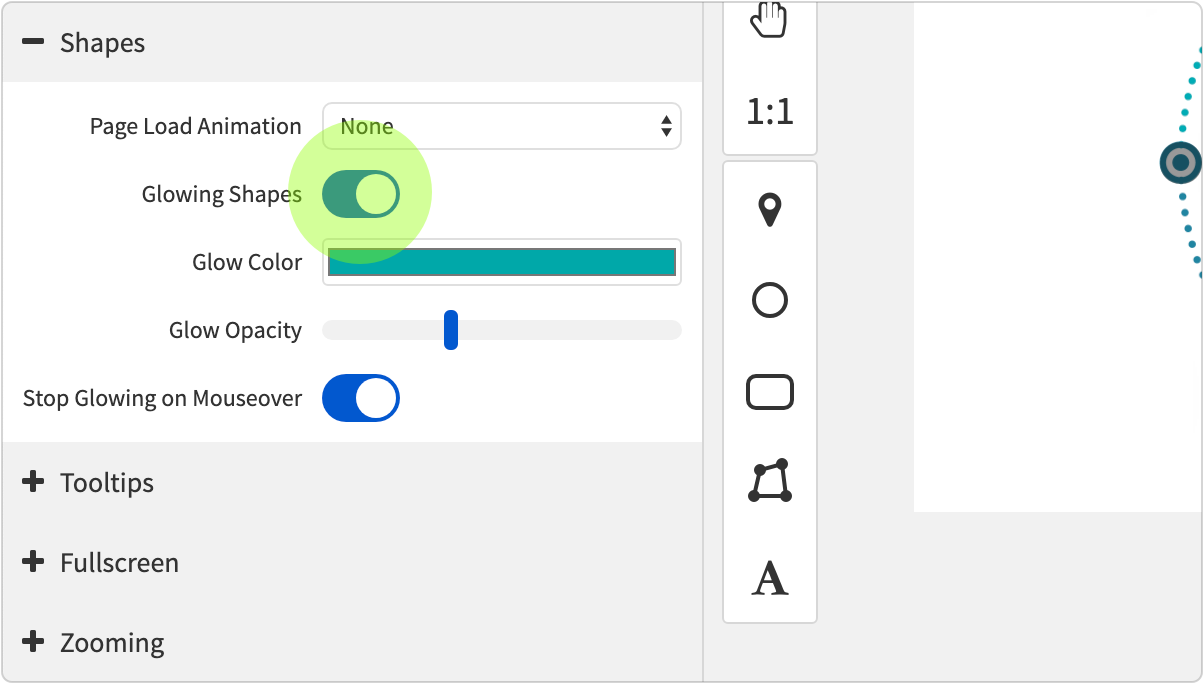 Shapes
Page Load Animation
None
Glowing Shapes
Glow Color
Glow Opacity
Stop Glowing on Mouseover
Tooltips
Fullscreen
Zooming
1:1
A